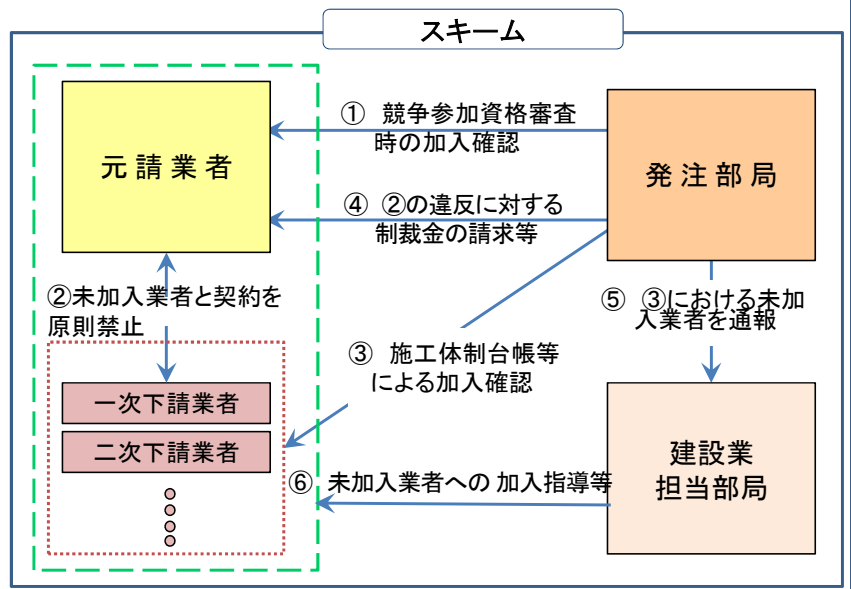 スキーム
元請業者
発注部局
① 競争参加資格審査
時の加入確認
④ ②の違反に対する
制裁金の請求等
②未加入業者と契約を
原則禁止
⑤ ③における未加
入業者を通報
③ 施工体制台帳等
による加入確認
一次下請業者
二次下請業者
⑥ 未加入業者への 加入指導等
建設業
担当部局